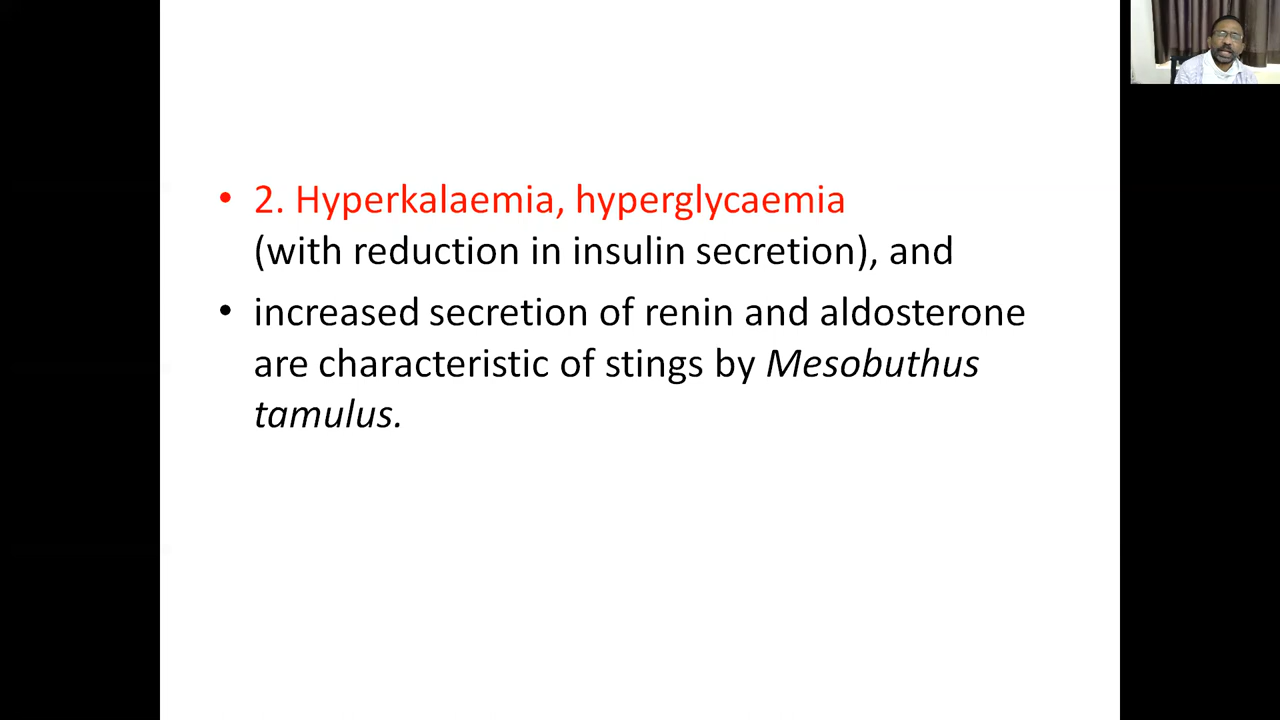 • 2. Hyperkalaemia, hyperglycaemia
(with reduction in insulin secretion), and
• increased secretion of renin and aldosterone
are characteristic of stings by Mesobuthus
tamulus.